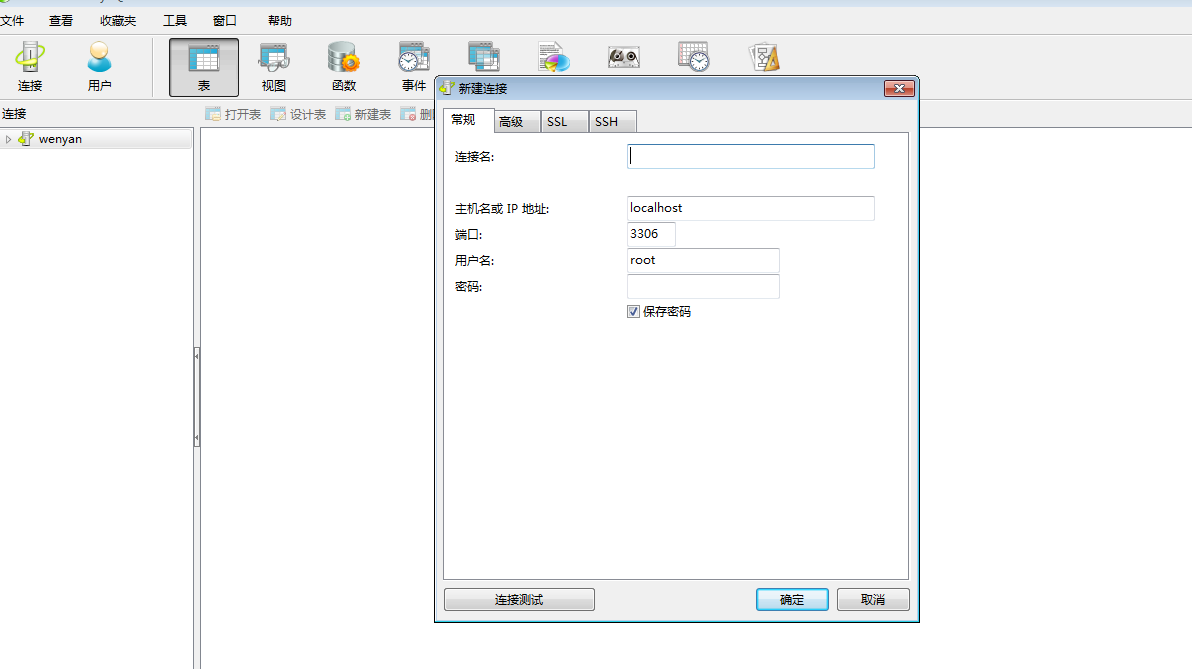 文件 查看 收藏夹 工具 窗口 帮助
连接 用户 表 视图 函数 事件
连接 打开表 设计表 新建表
wenyan
新建连接
常规 高级 SSL SSH
连接名:
主机名或 IP 地址: localhost
端口: 3306
用户名: root
密码:
保存密码
连接测试 确定 取消